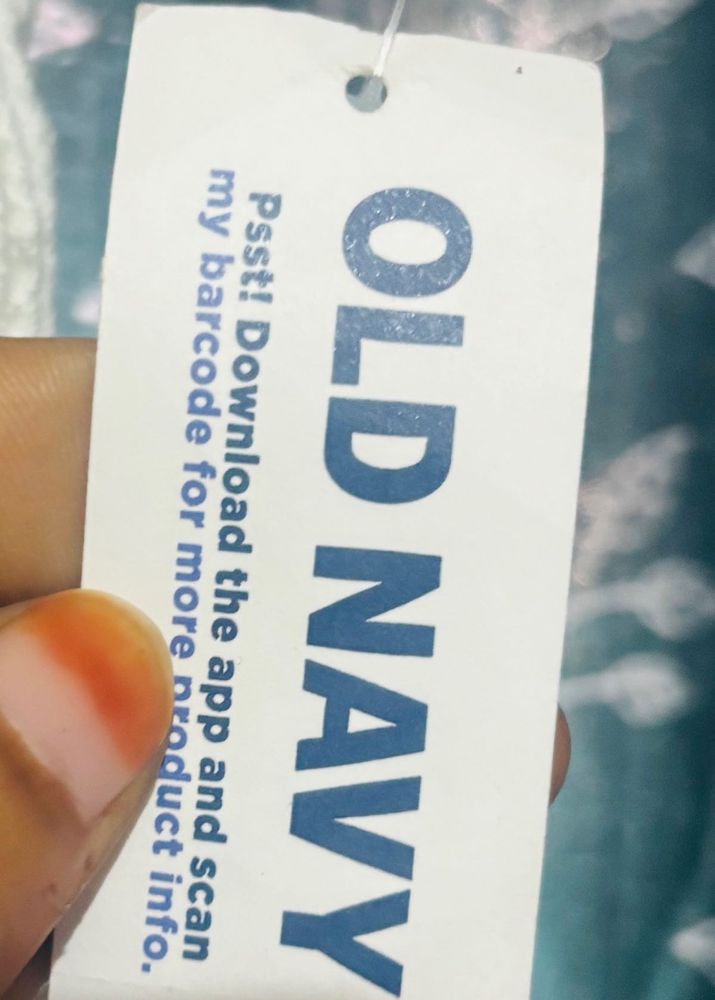 OLD NAVY
Psst! Download the app and scan
my barcode for more product info.